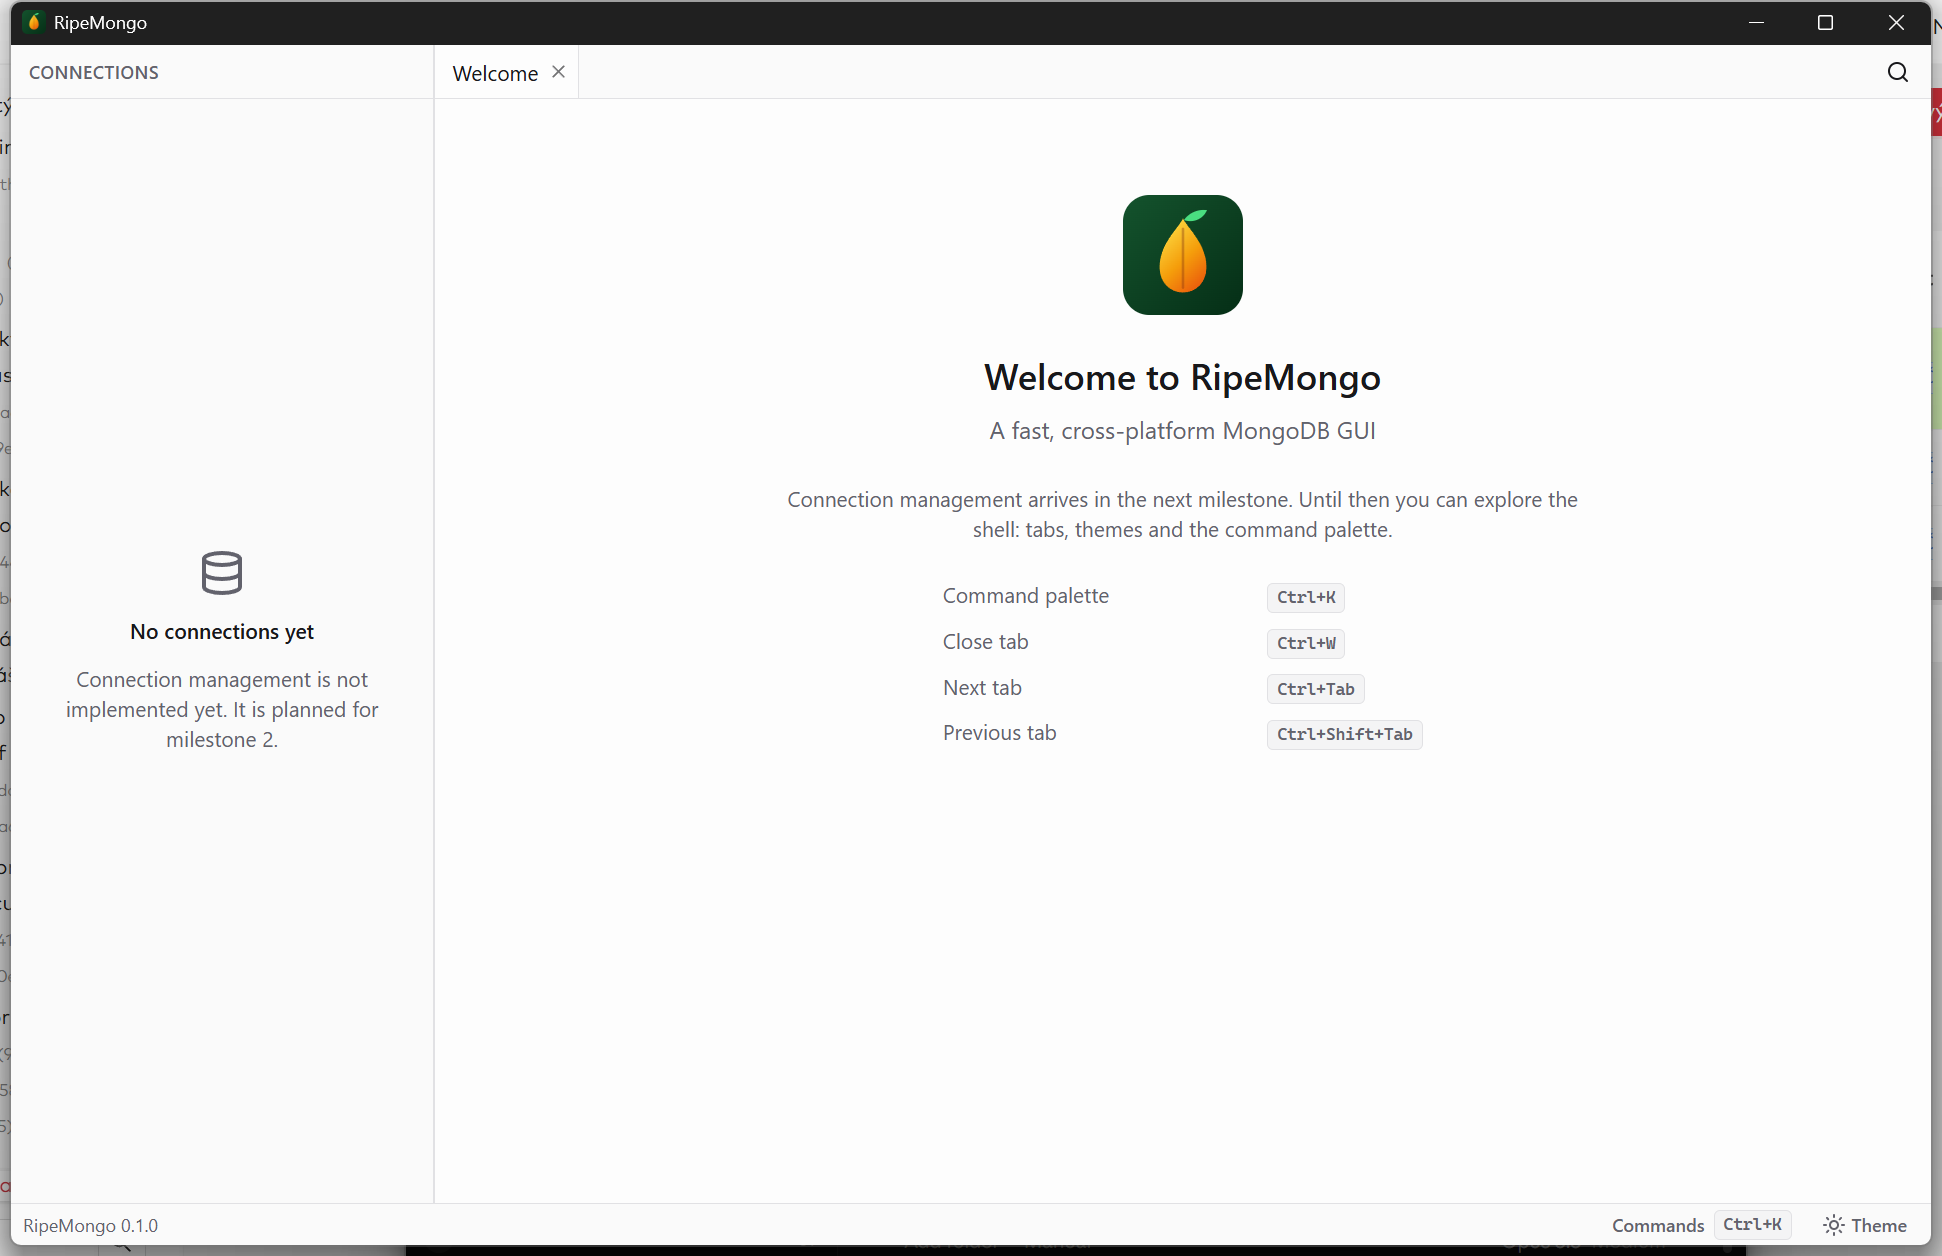 RipeMongo
CONNECTIONS
Welcome
Welcome to RipeMongo
A fast, cross-platform MongoDB GUI
Connection management arrives in the next milestone. Until then you can explore the
shell: tabs, themes and the command palette.
Command palette Ctrl+K
Close tab Ctrl+W
Next tab Ctrl+Tab
Previous tab Ctrl+Shift+Tab
No connections yet
Connection management is not
implemented yet. It is planned for
milestone 2.
RipeMongo 0.1.0
Commands Ctrl+K
Theme